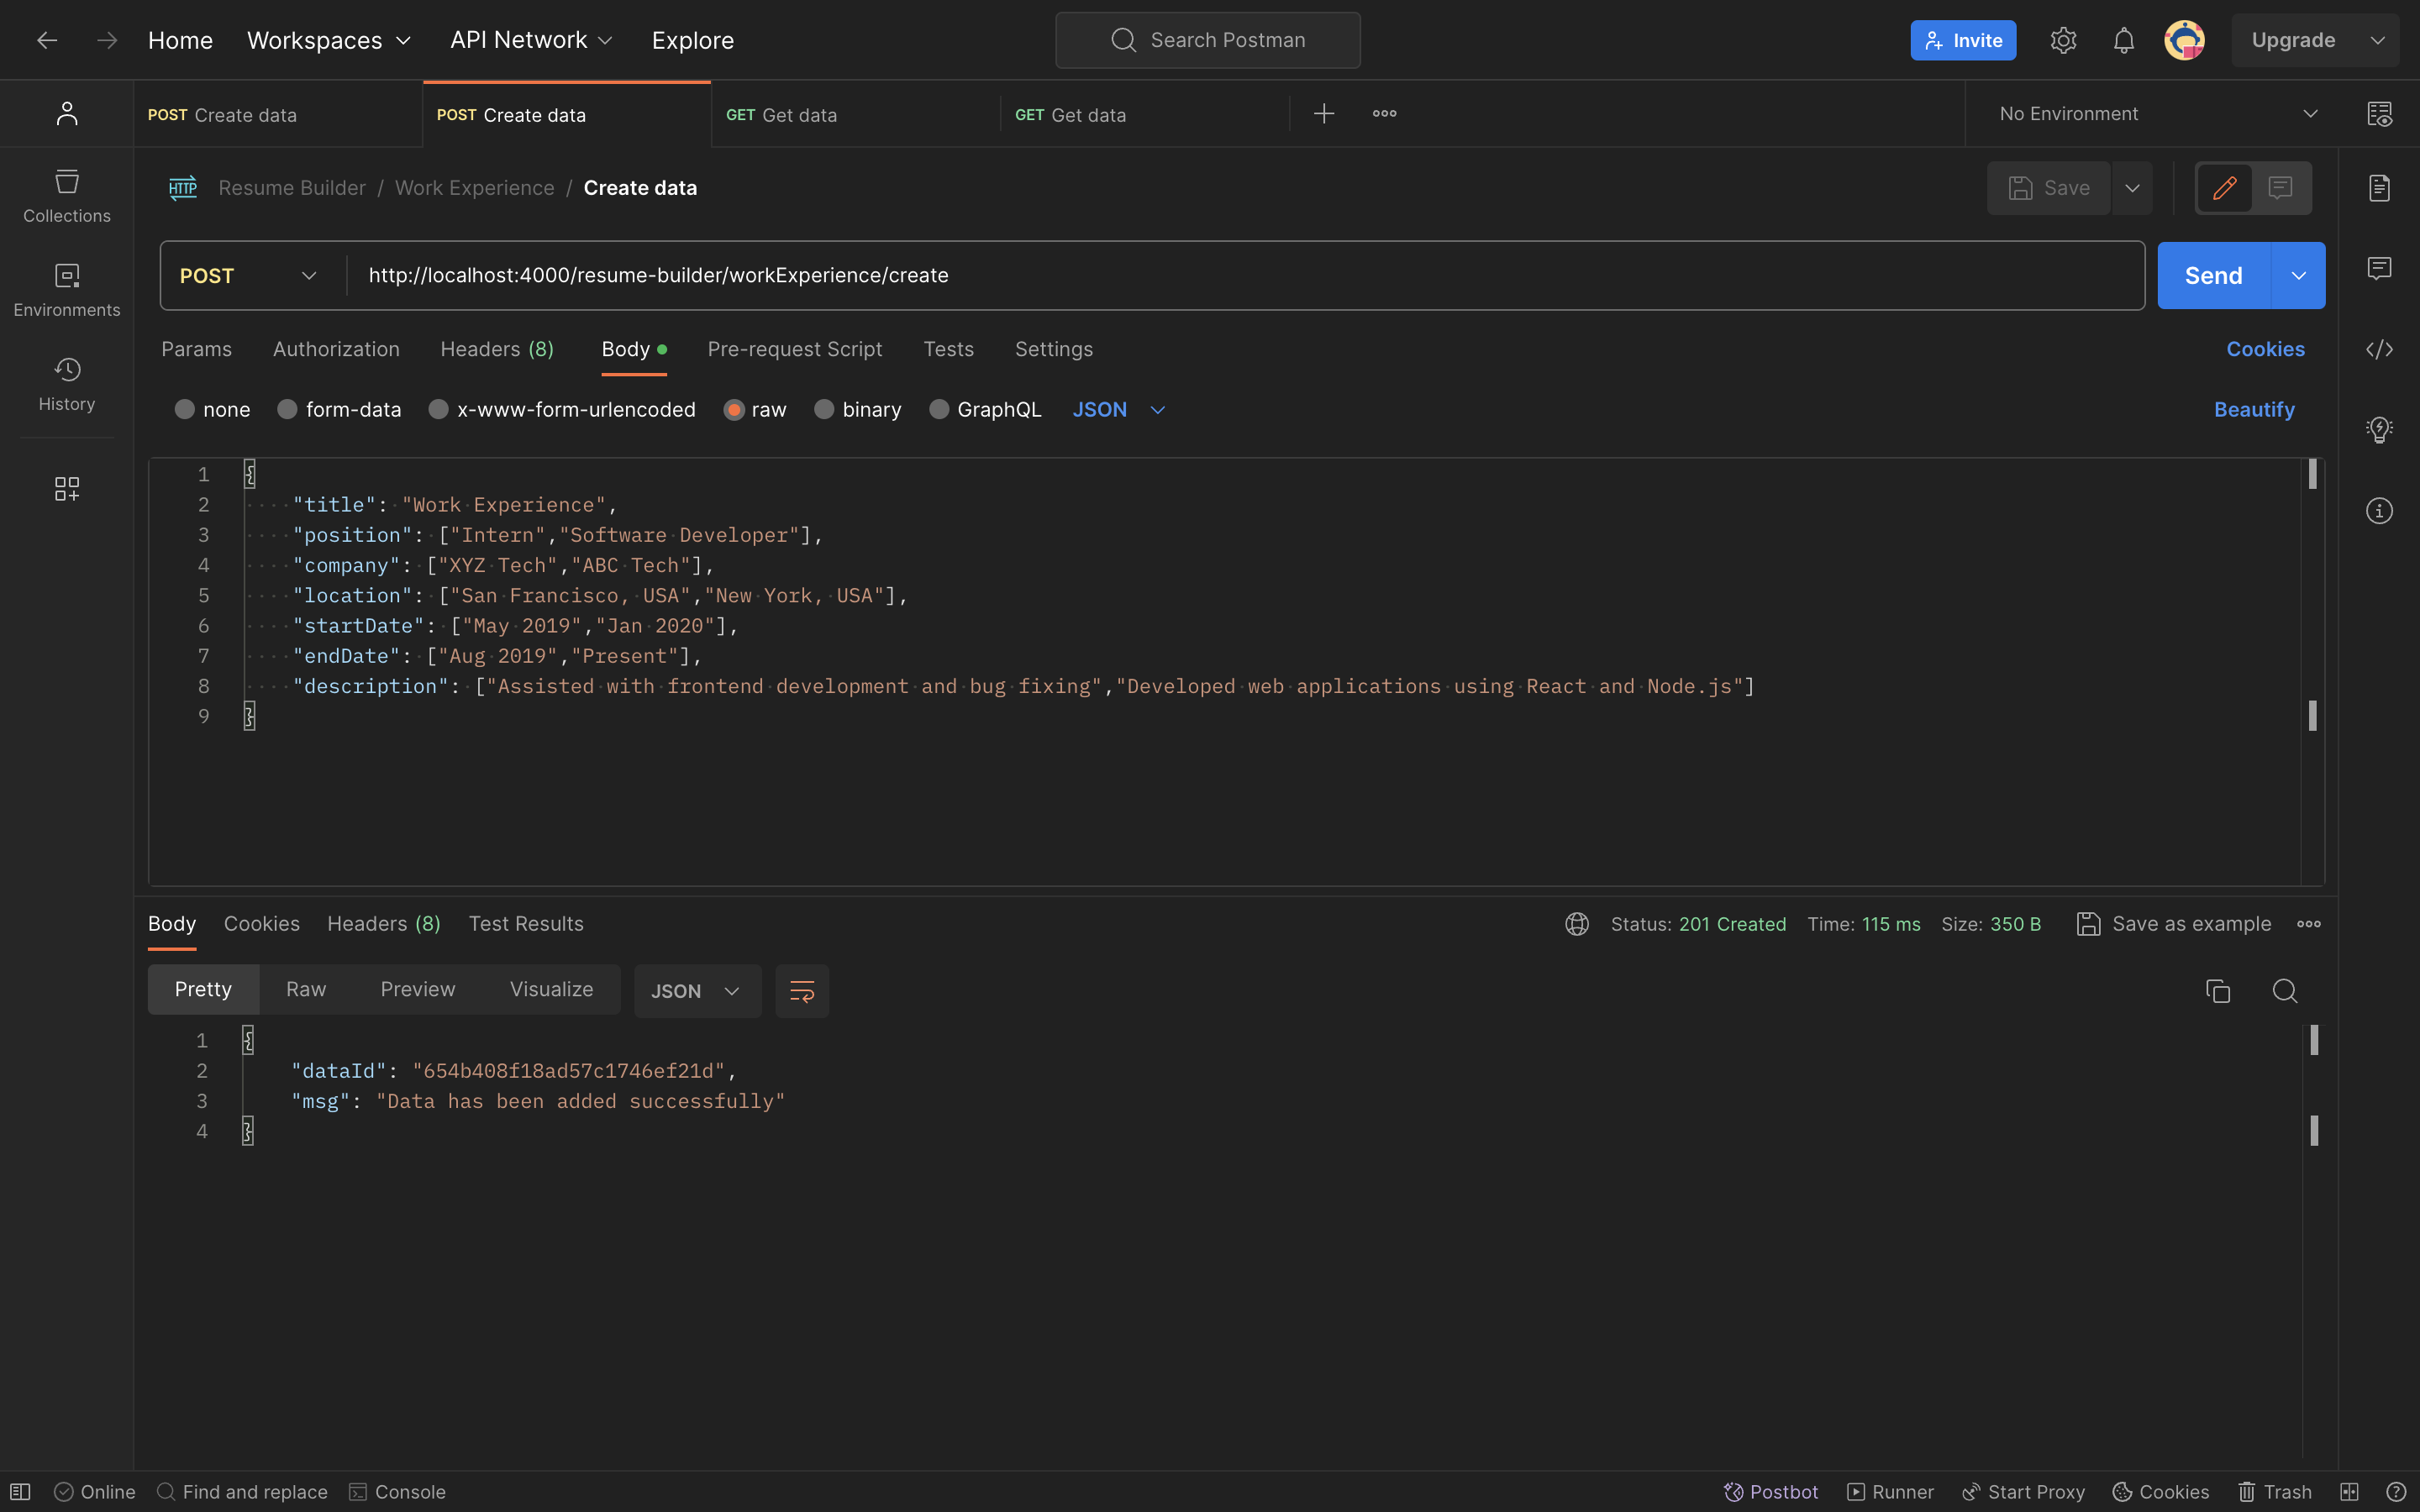 Home Workspaces API Network Explore Search Postman Invite Upgrade
POST Create data POST Create data GET Get data GET Get data No Environment
HTTP Resume Builder / Work Experience / Create data Save
Collections
Environments
History
POST http://localhost:4000/resume-builder/workExperience/create Send
Params Authorization Headers (8) Body Pre-request Script Tests Settings Cookies
none form-data x-www-form-urlencoded raw binary GraphQL JSON Beautify
1 {
2 "title": "Work Experience",
3 "position": ["Intern","Software Developer"],
4 "company": ["XYZ Tech","ABC Tech"],
5 "location": ["San Francisco, USA","New York, USA"],
6 "startDate": ["May 2019","Jan 2020"],
7 "endDate": ["Aug 2019","Present"],
8 "description": ["Assisted with frontend development and bug fixing","Developed web applications using React and Node.js"]
9 }
Body Cookies Headers (8) Test Results Status: 201 Created Time: 115 ms Size: 350 B Save as example
Pretty Raw Preview Visualize JSON
1 {
2 "dataId": "654b408f18ad57c1746ef21d",
3 "msg": "Data has been added successfully"
4 }
Online Find and replace Console Postbot Runner Start Proxy Cookies Trash